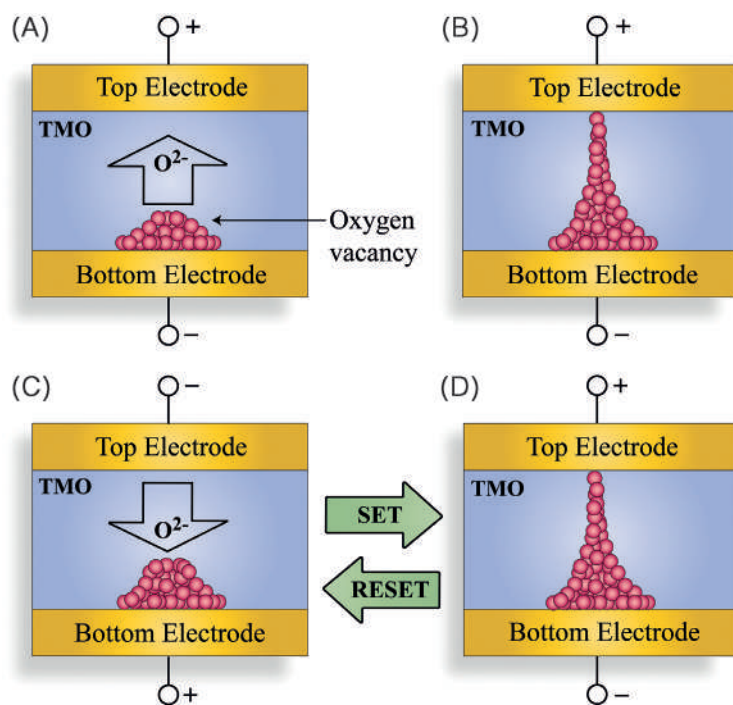 (A)
+
Top Electrode
TMO
O²⁻
Oxygen
vacancy
Bottom Electrode
−
(B)
+
Top Electrode
TMO
Bottom Electrode
−
(C)
−
Top Electrode
TMO
O²⁻
Bottom Electrode
+
SET
RESET
(D)
+
Top Electrode
TMO
Bottom Electrode
−